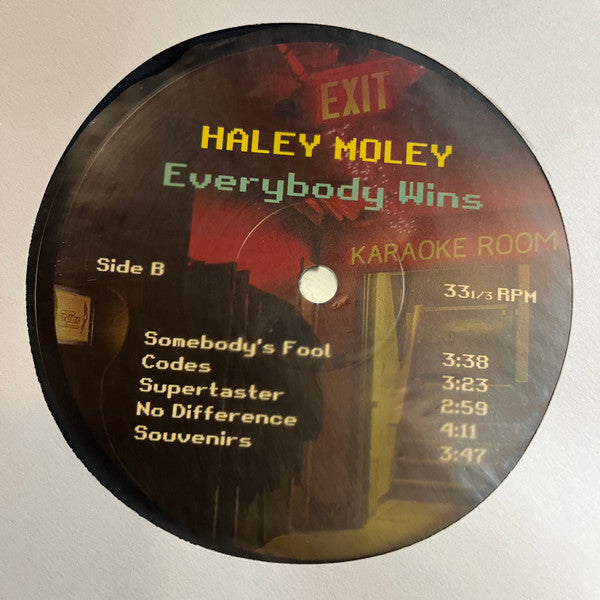 EXIT
HALEY MOLEY
Everybody Wins
KARAOKE ROOM
Side B
33 1/3 RPM
Somebody's Fool 3:38
Codes 3:23
Supertaster 2:59
No Difference 4:11
Souvenirs 3:47